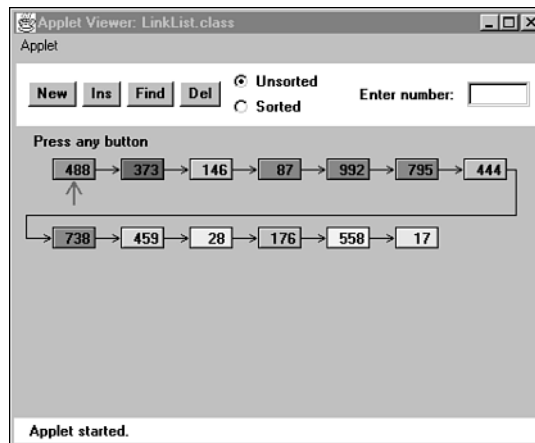 Applet Viewer: LinkList.class
Applet
New Ins Find Del Unsorted Sorted Enter number:
Press any button
488 373 146 87 992 795 444
738 459 28 176 558 17
Applet started.